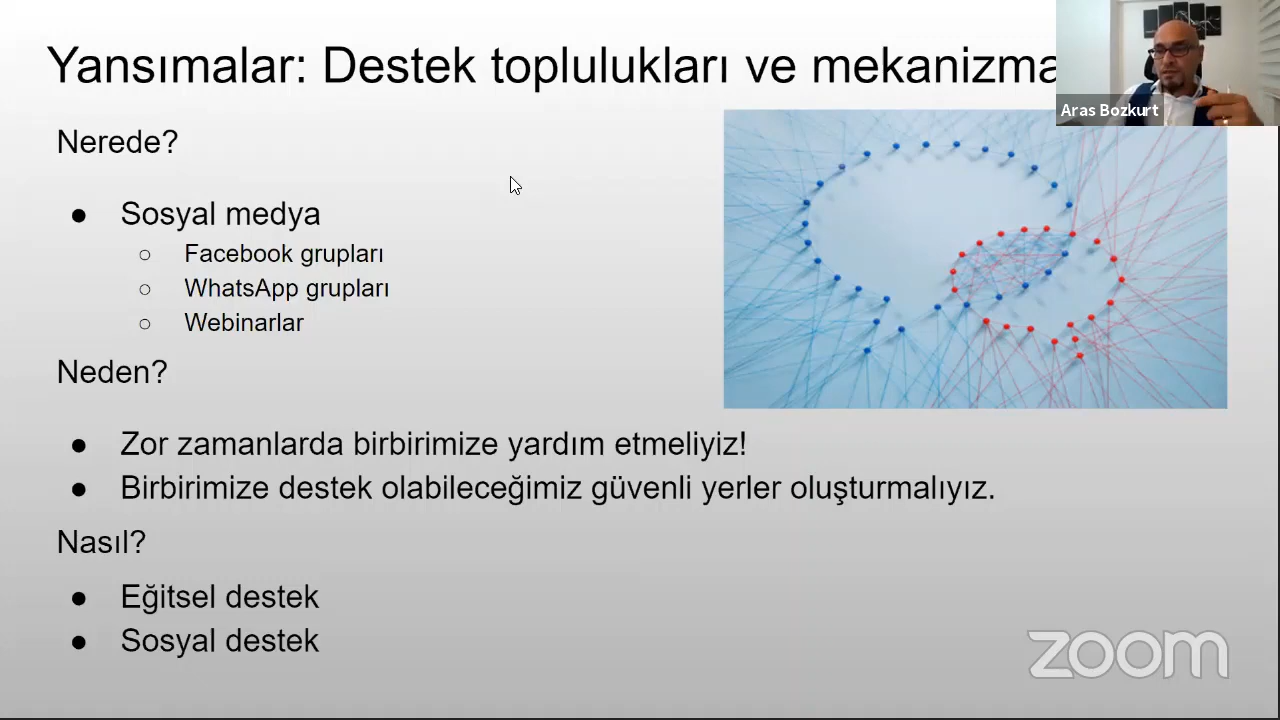 Yansımalar: Destek toplulukları ve mekanizma
Aras Bozkurt
Nerede?
● Sosyal medya
○ Facebook grupları
○ WhatsApp grupları
○ Webinarlar
Neden?
● Zor zamanlarda birbirimize yardım etmeliyiz!
● Birbirimize destek olabileceğimiz güvenli yerler oluşturmalıyız.
Nasıl?
● Eğitsel destek
● Sosyal destek
zoom